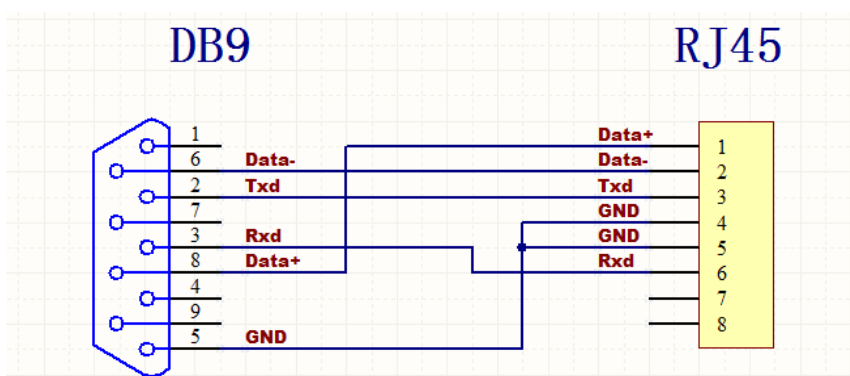 DB9 RJ45
1 Data+ 1
6 Data- Data- 2
2 Txd Txd 3
7 GND 4
3 Rxd GND 5
8 Data+ Rxd 6
4 7
9 8
5 GND